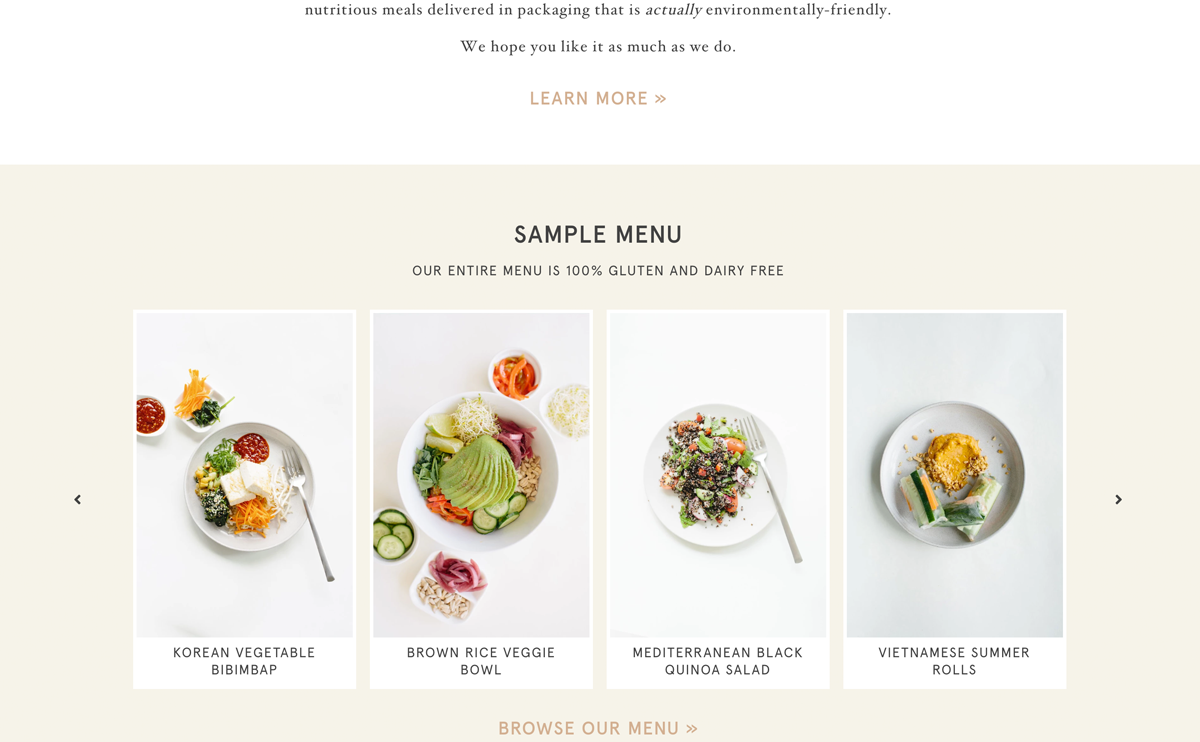 nutritious meals delivered in packaging that is actually environmentally-friendly.
We hope you like it as much as we do.
LEARN MORE »
SAMPLE MENU
OUR ENTIRE MENU IS 100% GLUTEN AND DAIRY FREE
KOREAN VEGETABLE
BIBIMBAP
BROWN RICE VEGGIE
BOWL
MEDITERRANEAN BLACK
QUINOA SALAD
VIETNAMESE SUMMER
ROLLS
BROWSE OUR MENU »